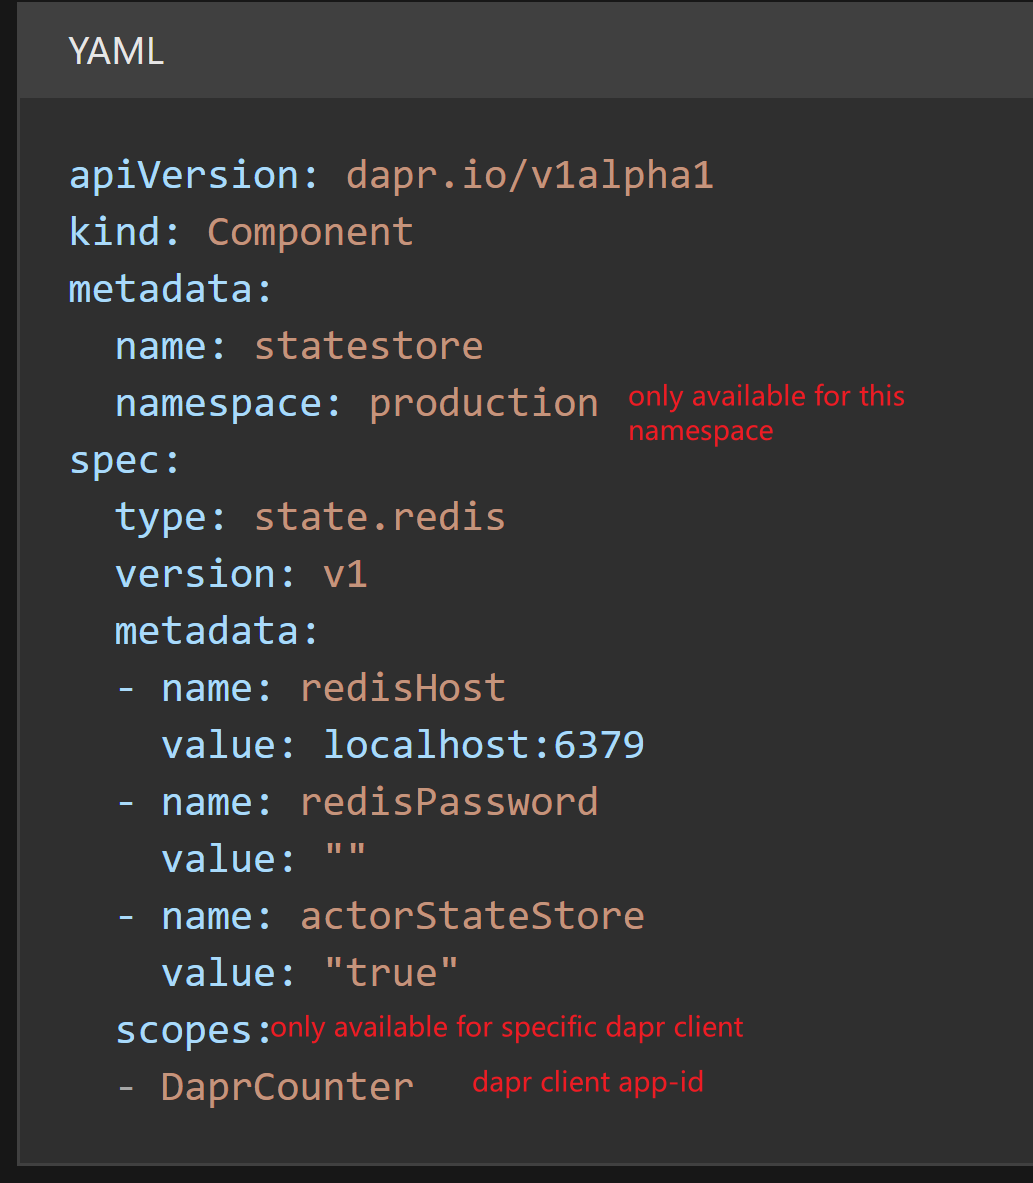 YAML
apiVersion: dapr.io/v1alpha1
kind: Component
metadata:
  name: statestore
  namespace: production only available for this
namespace
spec:
  type: state.redis
  version: v1
  metadata:
  - name: redisHost
    value: localhost:6379
  - name: redisPassword
    value: ""
  - name: actorStateStore
    value: "true"
  scopes:only available for specific dapr client
  - DaprCounter dapr client app-id